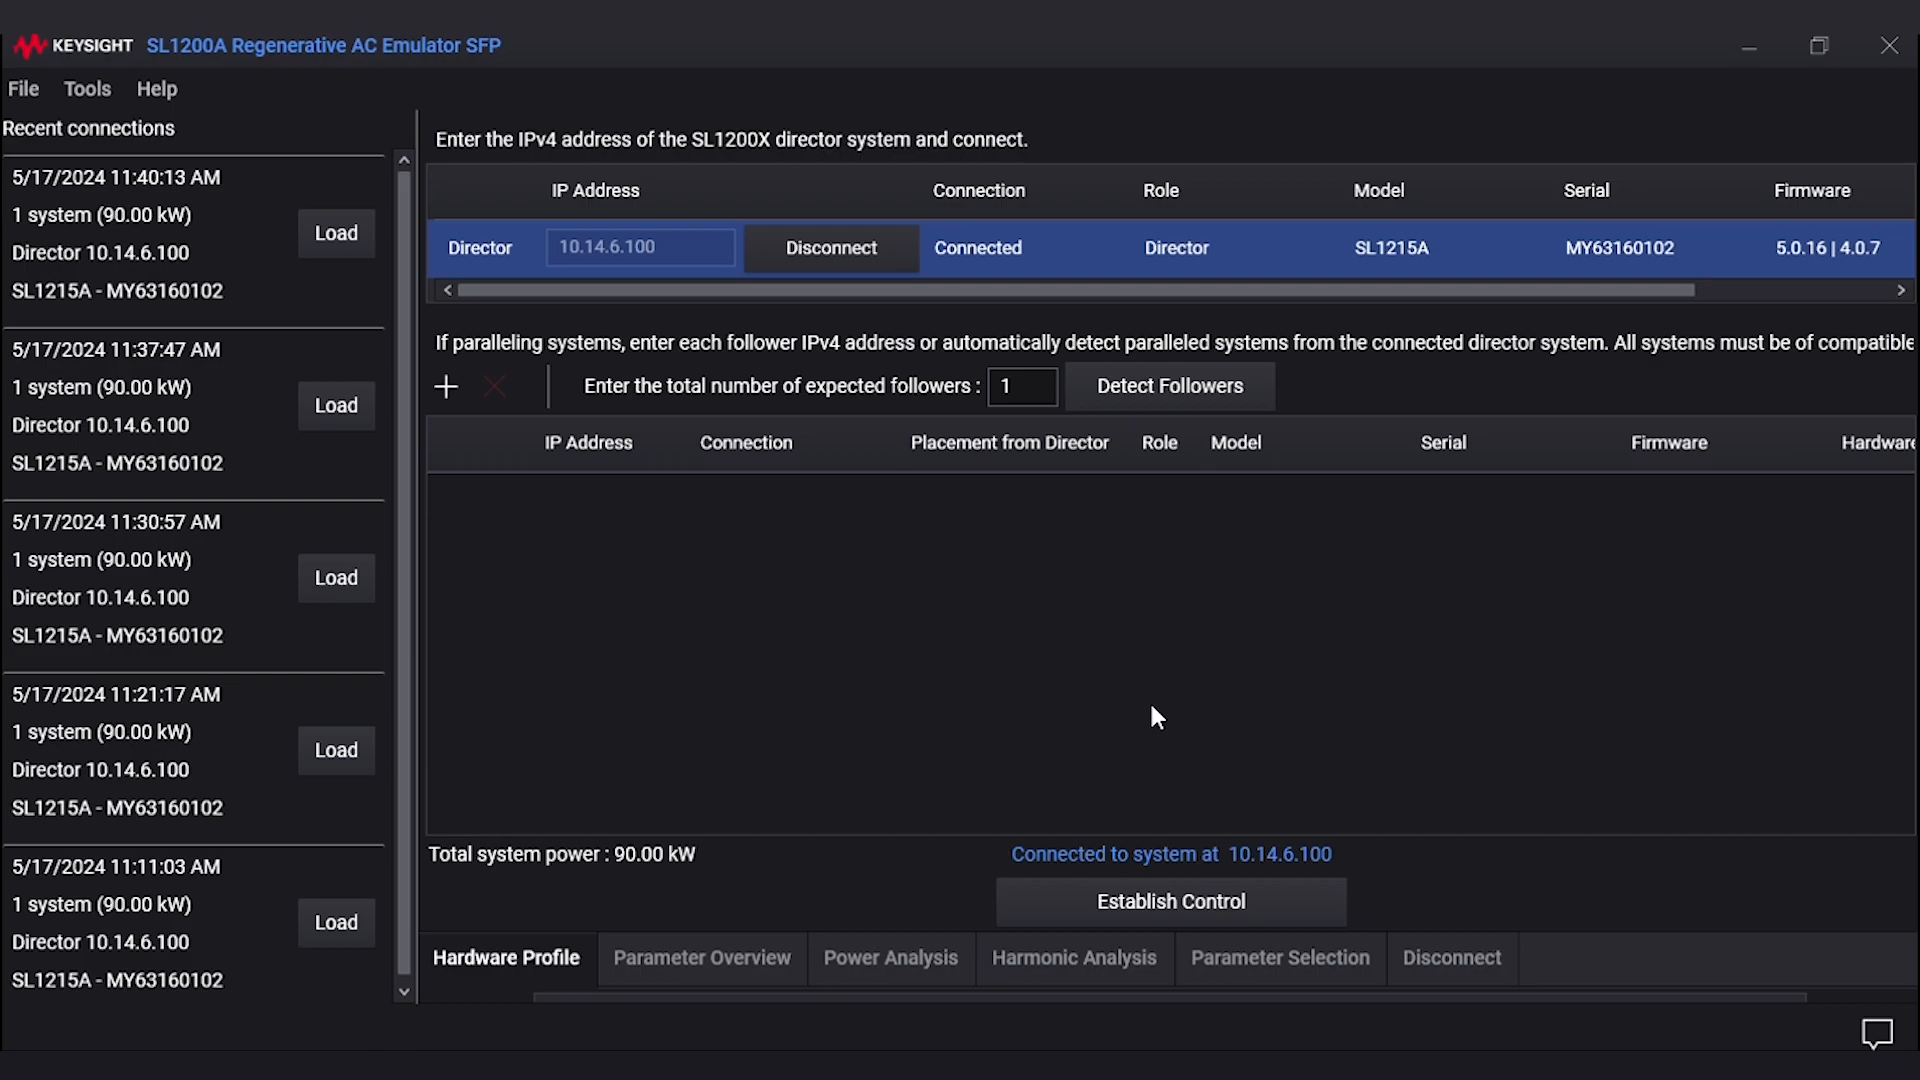 KEYSIGHT SL1200A Regenerative AC Emulator SFP
File Tools Help
Recent connections
5/17/2024 11:40:13 AM
1 system (90.00 kW)
Director 10.14.6.100
SL1215A - MY63160102
Load
5/17/2024 11:37:47 AM
1 system (90.00 kW)
Director 10.14.6.100
SL1215A - MY63160102
Load
5/17/2024 11:30:57 AM
1 system (90.00 kW)
Director 10.14.6.100
SL1215A - MY63160102
Load
5/17/2024 11:21:17 AM
1 system (90.00 kW)
Director 10.14.6.100
SL1215A - MY63160102
Load
5/17/2024 11:11:03 AM
1 system (90.00 kW)
Director 10.14.6.100
SL1215A - MY63160102
Load
Enter the IPv4 address of the SL1200X director system and connect.
IP Address Connection Role Model Serial Firmware
Director 10.14.6.100 Disconnect Connected Director SL1215A MY63160102 5.0.16 | 4.0.7
If paralleling systems, enter each follower IPv4 address or automatically detect paralleled systems from the connected director system. All systems must be of compatible
Enter the total number of expected followers : 1 Detect Followers
IP Address Connection Placement from Director Role Model Serial Firmware Hardware
Total system power : 90.00 kW
Connected to system at 10.14.6.100
Establish Control
Hardware Profile Parameter Overview Power Analysis Harmonic Analysis Parameter Selection Disconnect